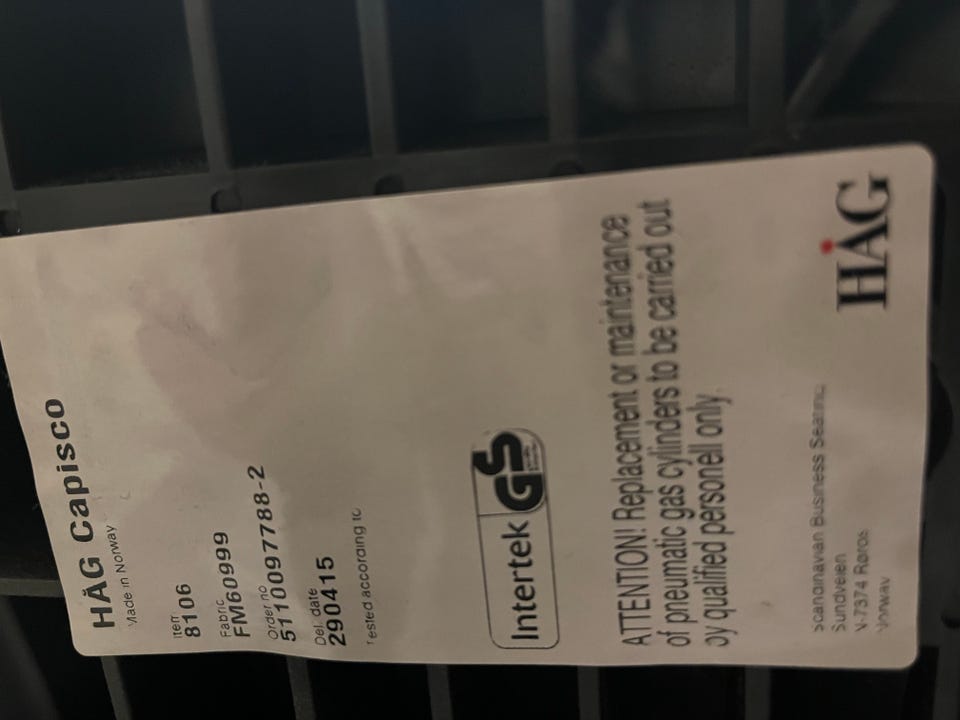 HÅG Capisco
Made in Norway
Item
8106
Fabric
FM60999
Order no
5110097788-2
Del. date
290415
Tested according to
Intertek GS
ATTENTION! Replacement or maintenance
of pneumatic gas cylinders to be carried out
by qualified personell only
Scandinavian Business Seating
Sundveien
N-7374 Røros
Norway
HÅG